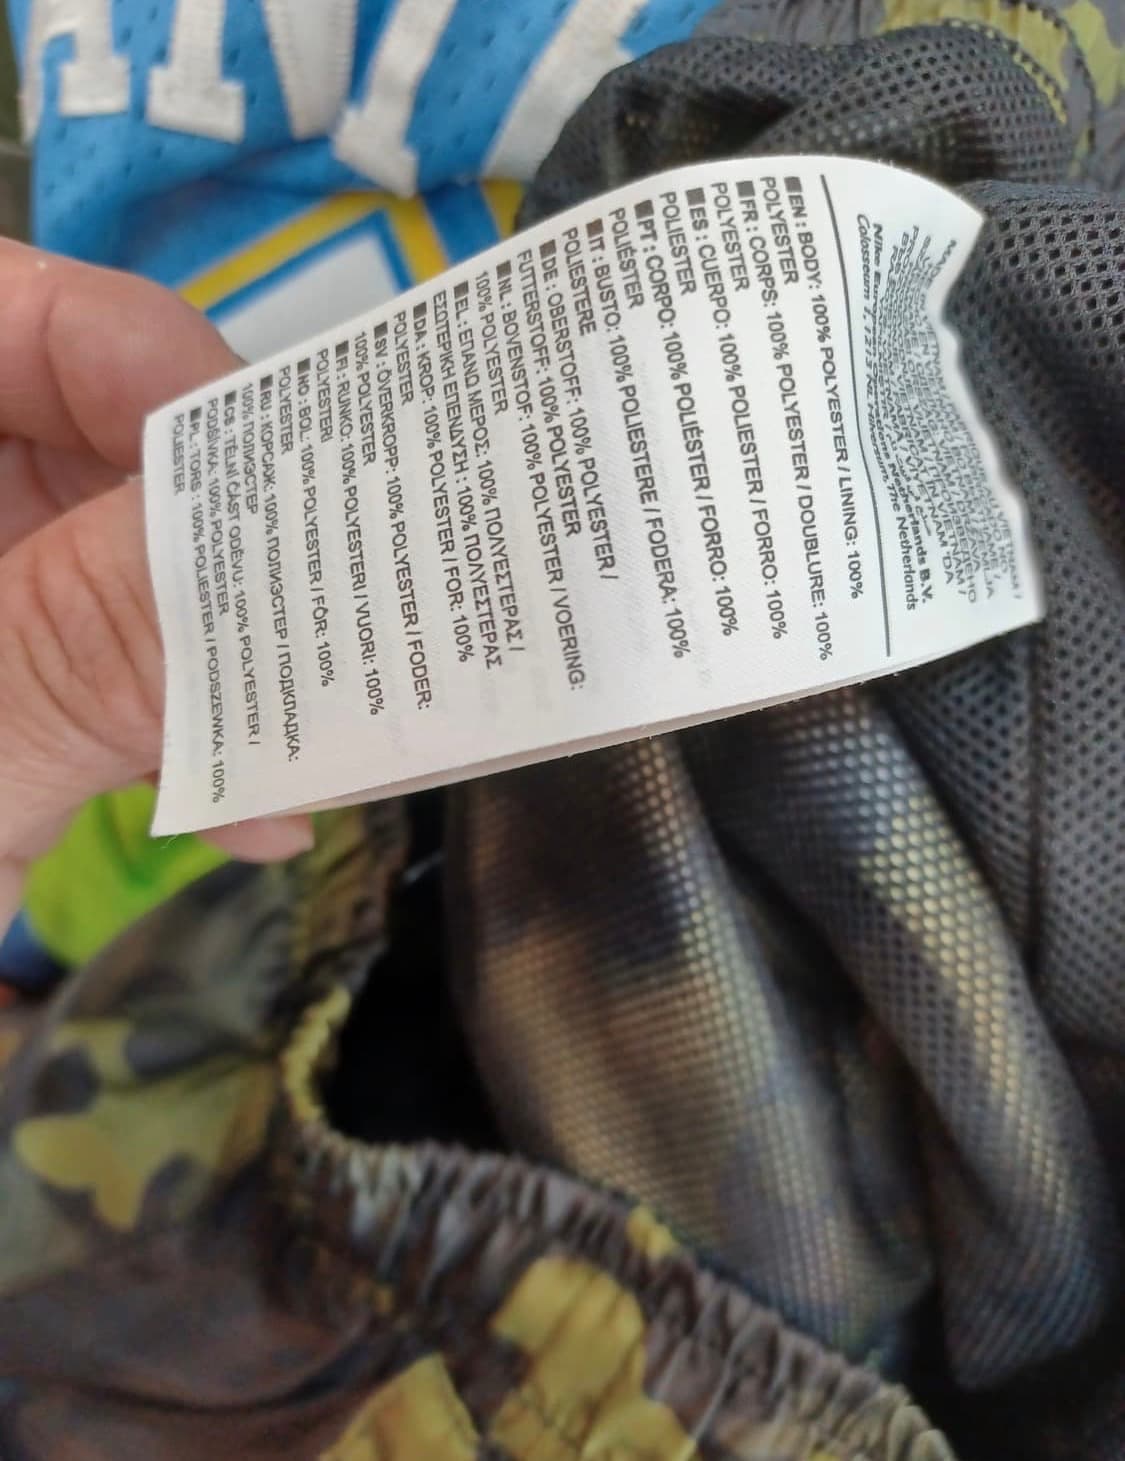 Nike European
Colosseum 1, 1213 NL Hilversum, The Netherlands
EN : BODY: 100% POLYESTER / LINING: 100%
POLYESTER
FR : CORPS: 100% POLYESTER / DOUBLURE: 100%
POLYESTER
ES : CUERPO: 100% POLIESTER / FORRO: 100%
POLIESTER
PT : CORPO: 100% POLIÉSTER / FORRO: 100%
POLIÉSTER
IT : BUSTO: 100% POLIESTERE / FODERA: 100%
POLIESTERE
DE : OBERSTOFF: 100% POLYESTER /
FUTTERSTOFF: 100% POLYESTER
NL : BOVENSTOF: 100% POLYESTER / VOERING:
100% POLYESTER
EL : ΕΠΑΝΩ ΜΕΡΟΣ: 100% ΠΟΛΥΕΣΤΕΡΑΣ /
ΕΣΩΤΕΡΙΚΗ ΕΠΕΝΔΥΣΗ : 100% ΠΟΛΥΕΣΤΕΡΑΣ
DA : KROP: 100% POLYESTER / FOR: 100%
POLYESTER
SV : ÖVERKROPP: 100% POLYESTER / FODER:
100% POLYESTER
FI : RUNKO: 100% POLYESTERI / VUORI: 100%
POLYESTERI
NO : BOL: 100% POLYESTER / FÔR: 100%
POLYESTER
RU : КОРСАЖ: 100% ПОЛИЭСТЕР / ПОДКЛАДКА:
100% ПОЛИЭСТЕР
CS : TĚLNÍ ČÁST ODĚVU: 100% POLYESTER /
PODŠÍVKA: 100% POLYESTER
PL : TORS : 100% POLIESTER / PODSZEWKA: 100%
POLIESTER